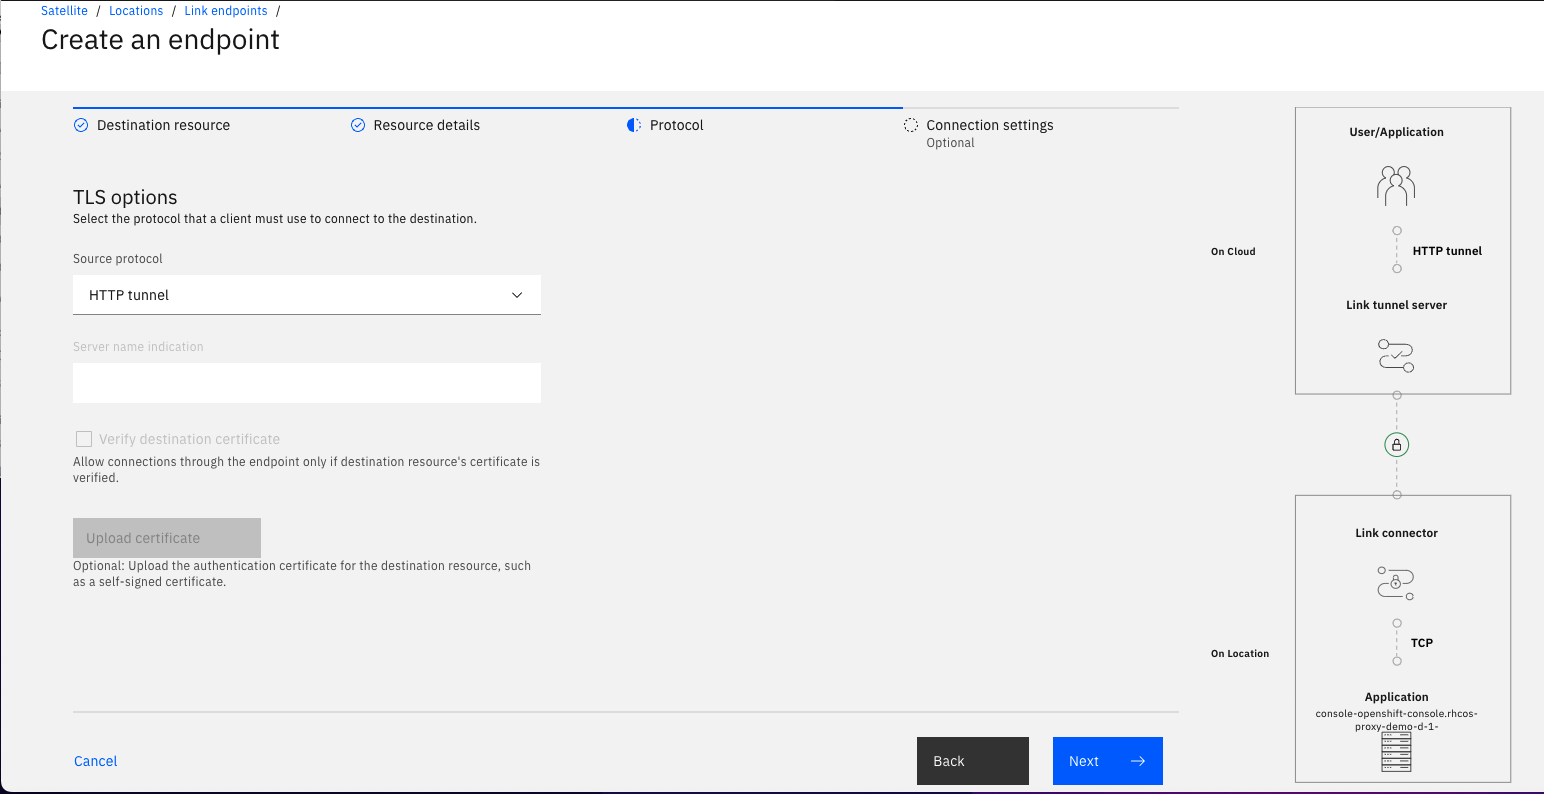 Satellite / Locations / Link endpoints /
Create an endpoint
Destination resource
Resource details
Protocol
Connection settings
Optional
TLS options
Select the protocol that a client must use to connect to the destination.
Source protocol
HTTP tunnel
Server name indication
Verify destination certificate
Allow connections through the endpoint only if destination resource's certificate is
verified.
Upload certificate
Optional: Upload the authentication certificate for the destination resource, such
as a self-signed certificate.
Cancel
Back
Next
On Cloud
User/Application
HTTP tunnel
Link tunnel server
On Location
Link connector
TCP
Application
console-openshift-console.rhcos-
proxy-demo-d-1-